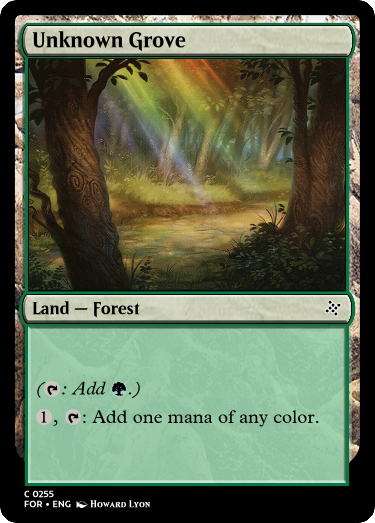 Unknown Grove
Land — Forest
(: Add .)
1, : Add one mana of any color.
C 0255
FOR • ENG Howard Lyon